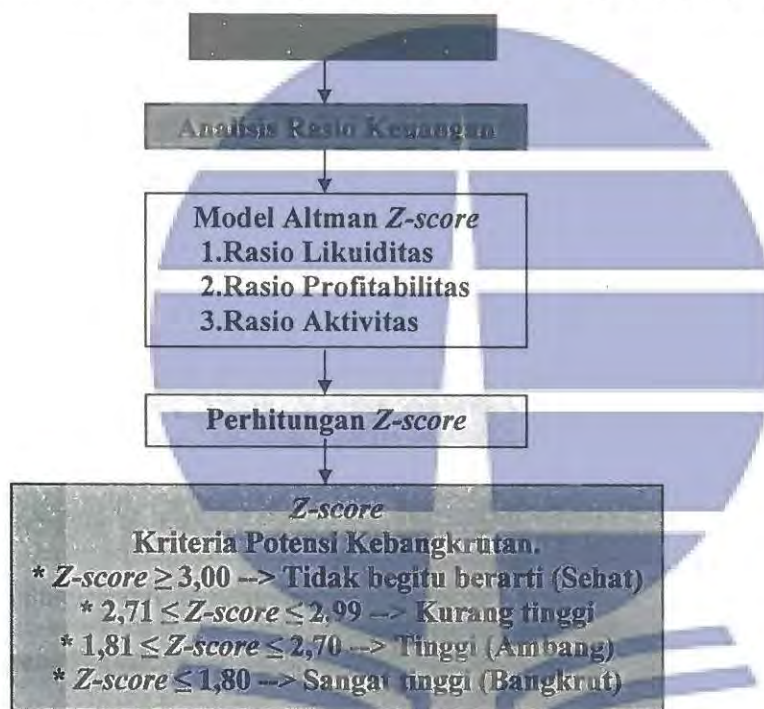 Analisis Rasio Keuangan
Model Altman Z-score
1.Rasio Likuiditas
2.Rasio Profitabilitas
3.Rasio Aktivitas
Perhitungan Z-score
Z-score
Kriteria Potensi Kebangkrutan.
* Z-score ≥ 3,00 --> Tidak begitu berarti (Sehat)
* 2,71 ≤ Z-score ≤ 2.99 --> Kurang tinggi
* 1,81 ≤ Z-score ≤ 2,70 --> Tinggi (Ambang)
* Z-score ≤ 1,80 --> Sangat tinggi (Bangkrut)